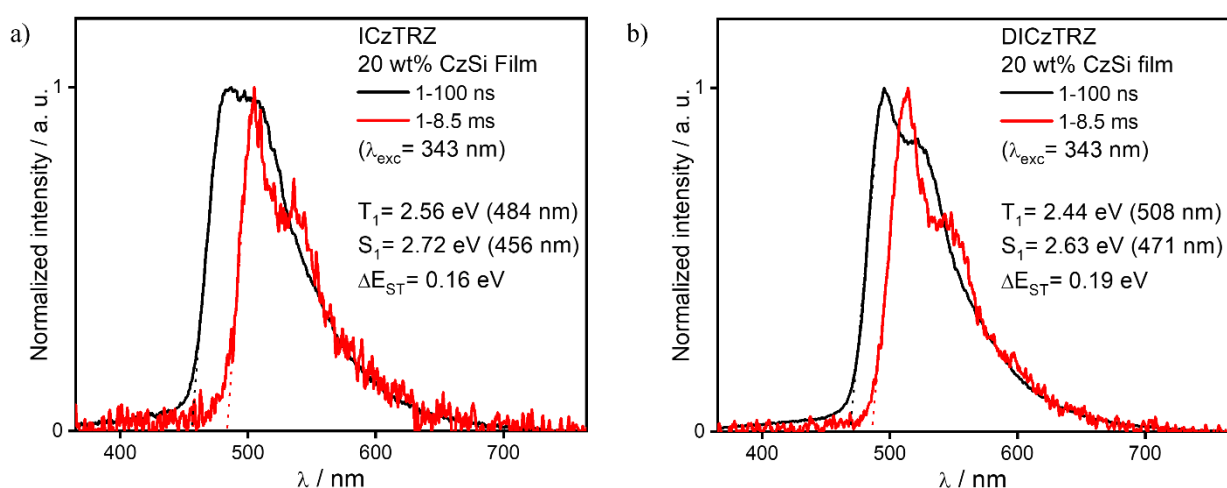 a)
ICzTRZ
20 wt% CzSi Film
1-100 ns
1-8.5 ms
(λexc= 343 nm)
T1= 2.56 eV (484 nm)
S1= 2.72 eV (456 nm)
ΔEST= 0.16 eV
Normalized intensity / a. u.
1
0
400
500
600
700
λ / nm
b)
DICzTRZ
20 wt% CzSi film
1-100 ns
1-8.5 ms
(λexc= 343 nm)
T1= 2.44 eV (508 nm)
S1= 2.63 eV (471 nm)
ΔEST= 0.19 eV
Normalized intensity / a. u.
1
0
400
500
600
700
λ / nm